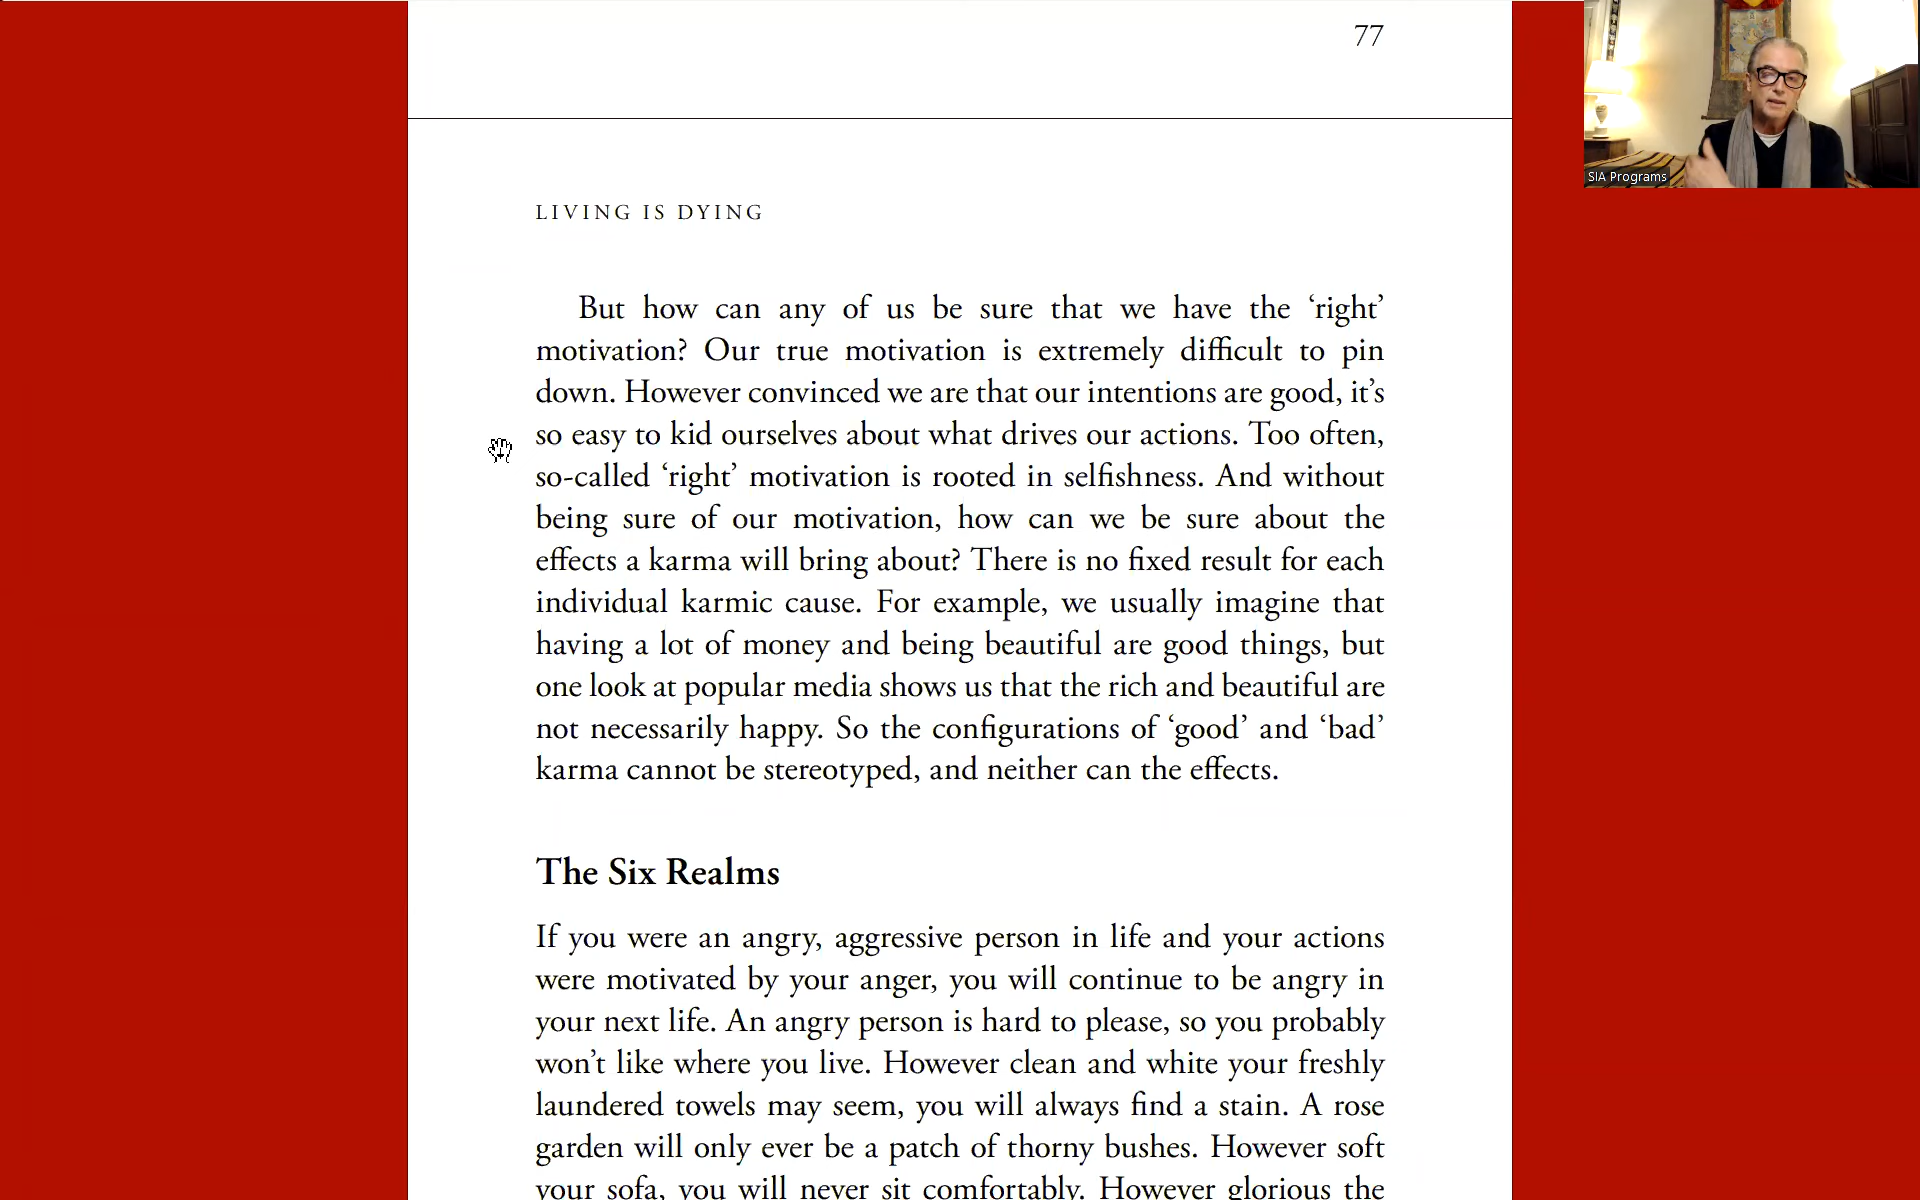 77
SIA Programs
LIVING IS DYING
But how can any of us be sure that we have the ‘right’
motivation? Our true motivation is extremely difficult to pin
down. However convinced we are that our intentions are good, it’s
so easy to kid ourselves about what drives our actions. Too often,
so-called ‘right’ motivation is rooted in selfishness. And without
being sure of our motivation, how can we be sure about the
effects a karma will bring about? There is no fixed result for each
individual karmic cause. For example, we usually imagine that
having a lot of money and being beautiful are good things, but
one look at popular media shows us that the rich and beautiful are
not necessarily happy. So the configurations of ‘good’ and ‘bad’
karma cannot be stereotyped, and neither can the effects.
The Six Realms
If you were an angry, aggressive person in life and your actions
were motivated by your anger, you will continue to be angry in
your next life. An angry person is hard to please, so you probably
won’t like where you live. However clean and white your freshly
laundered towels may seem, you will always find a stain. A rose
garden will only ever be a patch of thorny bushes. However soft
your sofa, you will never sit comfortably. However glorious the